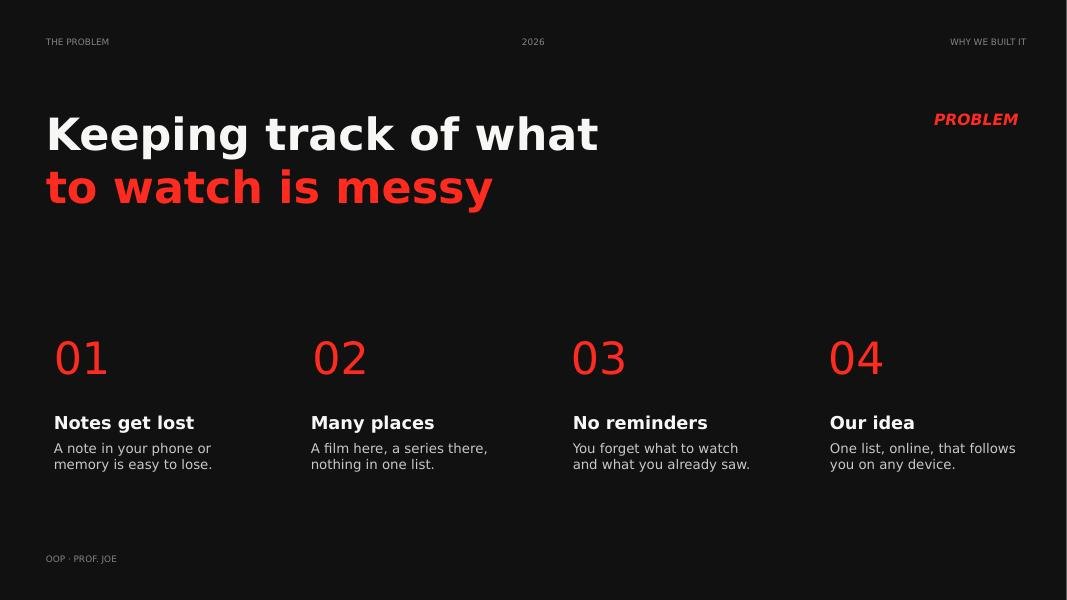 THE PROBLEM
2026
WHY WE BUILT IT
Keeping track of what
to watch is messy
PROBLEM
01
Notes get lost
A note in your phone or
memory is easy to lose.
02
Many places
A film here, a series there,
nothing in one list.
03
No reminders
You forget what to watch
and what you already saw.
04
Our idea
One list, online, that follows
you on any device.
OOP · PROF. JOE